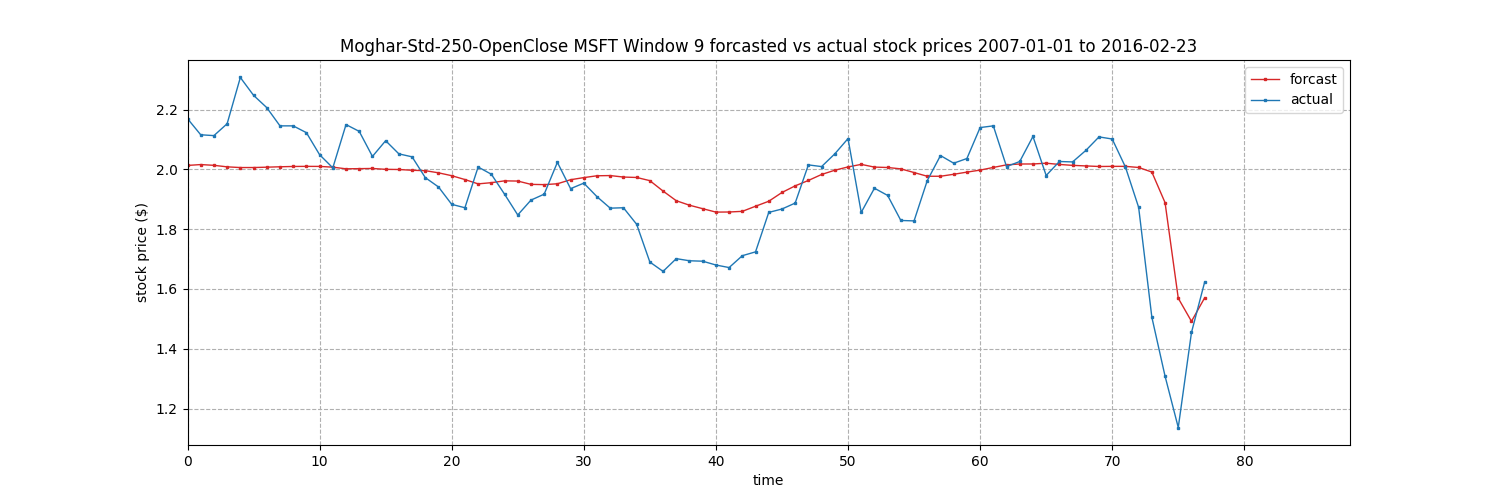 Moghar-Std-250-OpenClose MSFT Window 9 forcasted vs actual stock prices 2007-01-01 to 2016-02-23
forcast
actual
stock price ($)
2.2
2.0
1.8
1.6
1.4
1.2
0 10 20 30 40 50 60 70 80
time